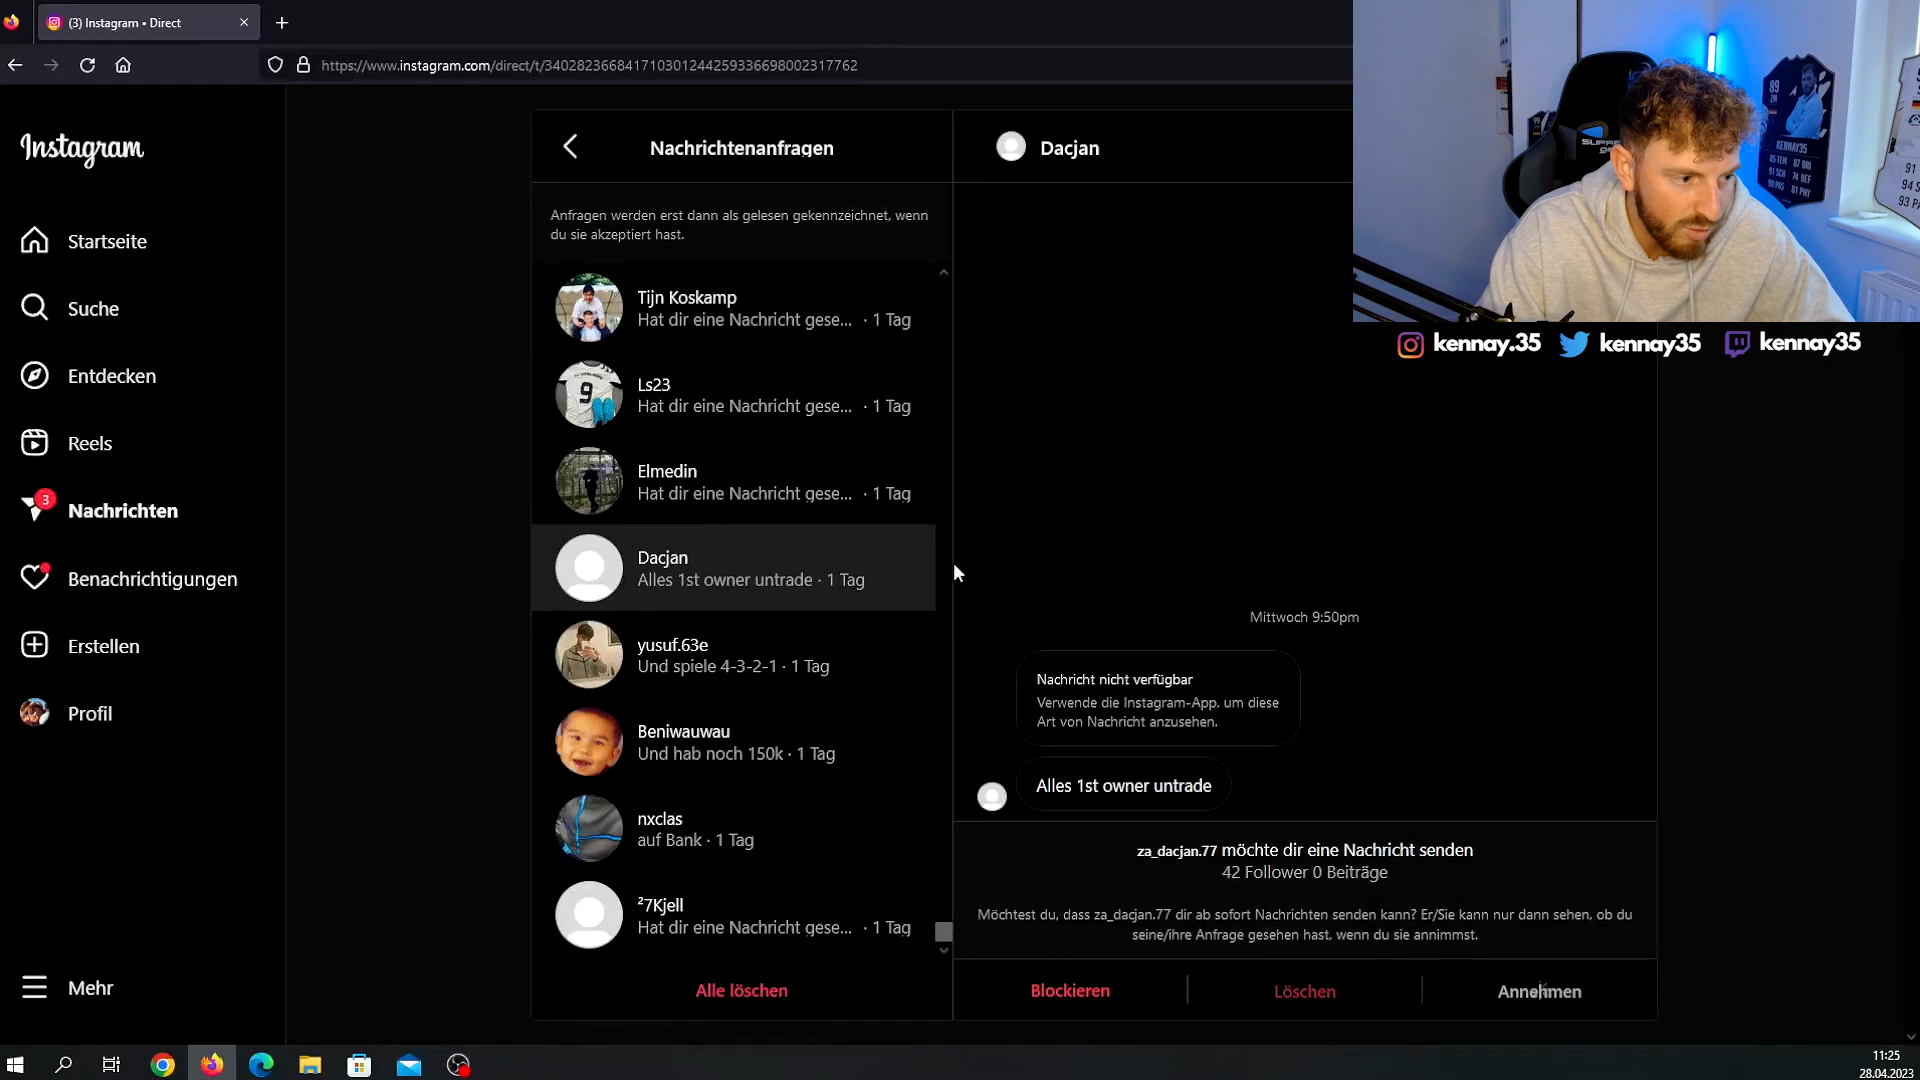 (3) Instagram • Direct
https://www.instagram.com/direct/t/340282366841710301244259336698002317762
Instagram
Startseite
Suche
Entdecken
Reels
3
Nachrichten
Benachrichtigungen
Erstellen
Profil
Mehr
Nachrichtenanfragen
Anfragen werden erst dann als gelesen gekennzeichnet, wenn
du sie akzeptiert hast.
Tijn Koskamp
Hat dir eine Nachricht gese... · 1 Tag
Ls23
Hat dir eine Nachricht gese... · 1 Tag
Elmedin
Hat dir eine Nachricht gese... · 1 Tag
Dacjan
Alles 1st owner untrade · 1 Tag
yusuf.63e
Und spiele 4-3-2-1 · 1 Tag
Beniwauwau
Und hab noch 150k · 1 Tag
nxclas
auf Bank · 1 Tag
²7Kjell
Hat dir eine Nachricht gese... · 1 Tag
Alle löschen
Dacjan
Mittwoch 9:50pm
Nachricht nicht verfügbar
Verwende die Instagram-App, um diese
Art von Nachricht anzusehen.
Alles 1st owner untrade
za_dacjan.77 möchte dir eine Nachricht senden
42 Follower 0 Beiträge
Möchtest du, dass za_dacjan.77 dir ab sofort Nachrichten senden kann? Er/Sie kann nur dann sehen, ob du
seine/ihre Anfrage gesehen hast, wenn du sie annimmst.
Blockieren
Löschen
Annehmen
89
ZM
KENNAY35
9
91
94
93
kennay.35
kennay35
kennay35
11:25
28.04.2023